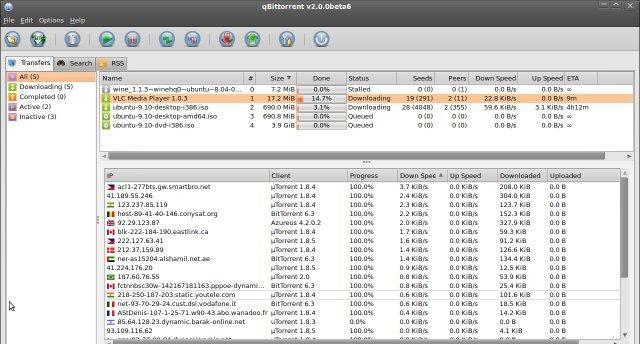 qBittorrent v2.0.0beta6
File Edit Options Help
Transfers Search RSS
All (5)
Downloading (5)
Completed (0)
Active (2)
Inactive (3)
Name # Size Done Status Seeds Peers Down Speed Up Speed ETA
wine_1.1.3~winehq0~ubuntu~8.04-0... 0 7.2 MiB 0.0% Stalled 0 (0) 0 (1) 0.0 B/s 0.0 B/s ∞
VLC Media Player 1.0.3 1 17.2 MiB 14.7% Downloading 19 (291) 2 (11) 22.8 KiB/s 0.0 B/s 9m
ubuntu-9.10-desktop-i386.iso 2 690.0 MiB 3.1% Downloading 28 (4048) 2 (355) 59.6 KiB/s 3.1 KiB/s 4h12m
ubuntu-9.10-desktop-amd64.iso 3 690.8 MiB 0.0% Queued 0 (0) 0 (0) 0.0 B/s 0.0 B/s ∞
ubuntu-9.10-dvd-i386.iso 4 3.9 GiB 0.0% Queued 0 (0) 0 (0) 0.0 B/s 0.0 B/s ∞
IP Client Progress Down Spee Up Speed Downloaded Uploaded
acl1-277bts.gw.smartbro.net µTorrent 1.8.4 100.0% 3.7 KiB/s 0.0 KiB/s 208.0 KiB 0.0 B
41.189.55.246 µTorrent 1.8.4 100.0% 2.4 KiB/s 0.0 KiB/s 304.0 KiB 0.0 B
123.237.85.119 µTorrent 1.8.4 100.0% 2.3 KiB/s 0.0 KiB/s 123.7 KiB 0.0 B
host-89-41-40-146.conysat.org BitTorrent 6.3 100.0% 2.2 KiB/s 0.0 KiB/s 152.3 KiB 0.0 B
92.29.123.87 Azureus 4.2.0.2 100.0% 2.0 KiB/s 0.0 KiB/s 327.9 KiB 0.0 B
blk-222-184-190.eastlink.ca µTorrent 1.8.4 100.0% 1.7 KiB/s 0.0 KiB/s 59.3 KiB 0.0 B
222.127.63.41 µTorrent 1.8.5 100.0% 1.6 KiB/s 0.0 KiB/s 91.2 KiB 0.0 B
212.37.159.89 µTorrent 1.8.4 100.0% 1.4 KiB/s 0.0 KiB/s 126.6 KiB 0.0 B
ner-as15204.alshamil.net.ae BitTorrent 6.3 100.0% 1.4 KiB/s 0.0 KiB/s 134.4 KiB 0.0 B
41.224.176.20 µTorrent 1.8.5 100.0% 0.9 KiB/s 0.0 KiB/s 12.5 KiB 0.0 B
187.60.76.55 µTorrent 2.0 100.0% 0.9 KiB/s 0.0 KiB/s 53.9 KiB 0.0 B
fctnnbsc30w-142167181163.pppoe-dynami... BitTorrent 6.3 100.0% 0.6 KiB/s 0.0 KiB/s 25.4 KiB 0.0 B
218-250-187-203.static.youtele.com µTorrent 1.8.4 100.0% 0.6 KiB/s 0.0 KiB/s 101.6 KiB 0.0 B
net-93-70-29-24.cust.dsl.vodafone.it BitTorrent 6.3 100.0% 0.6 KiB/s 0.0 KiB/s 18.5 KiB 0.0 B
AStDenis-107-1-25-71.w90-43.abo.wanadoo.fr µTorrent 1.8.4 100.0% 0.4 KiB/s 0.0 KiB/s 14.2 KiB 0.0 B
85.64.128.23.dynamic.barak-online.net uTorrent 1.8.3 0.0% 0.2 KiB/s 0.0 KiB/s 0.0 B 0.0 B
93.109.116.62 µTorrent 1.8.5 100.0% 0.2 KiB/s 0.0 KiB/s 4.1 KiB 0.0 B